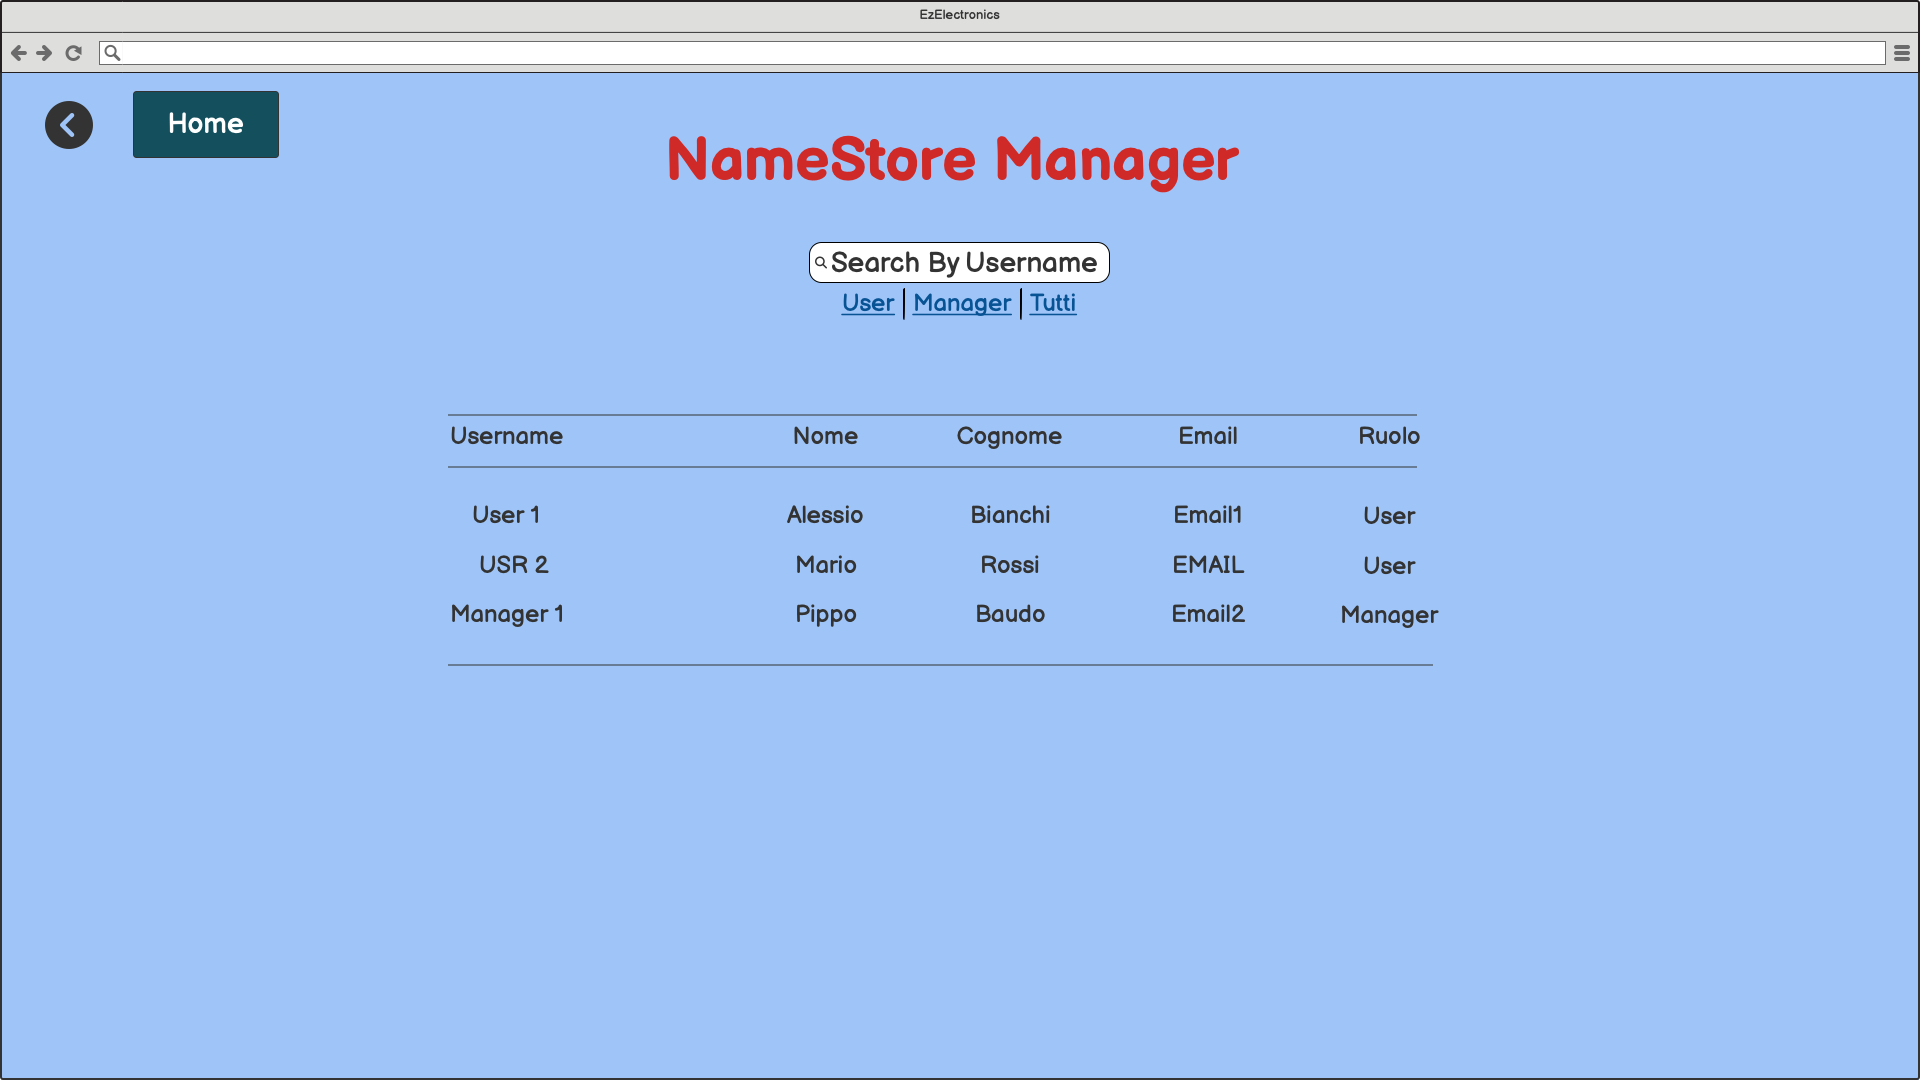 EzElectronics
Home
NameStore Manager
Search By Username
User | Manager | Tutti
Username Nome Cognome Email Ruolo
User 1 Alessio Bianchi Email1 User
USR 2 Mario Rossi EMAIL User
Manager 1 Pippo Baudo Email2 Manager